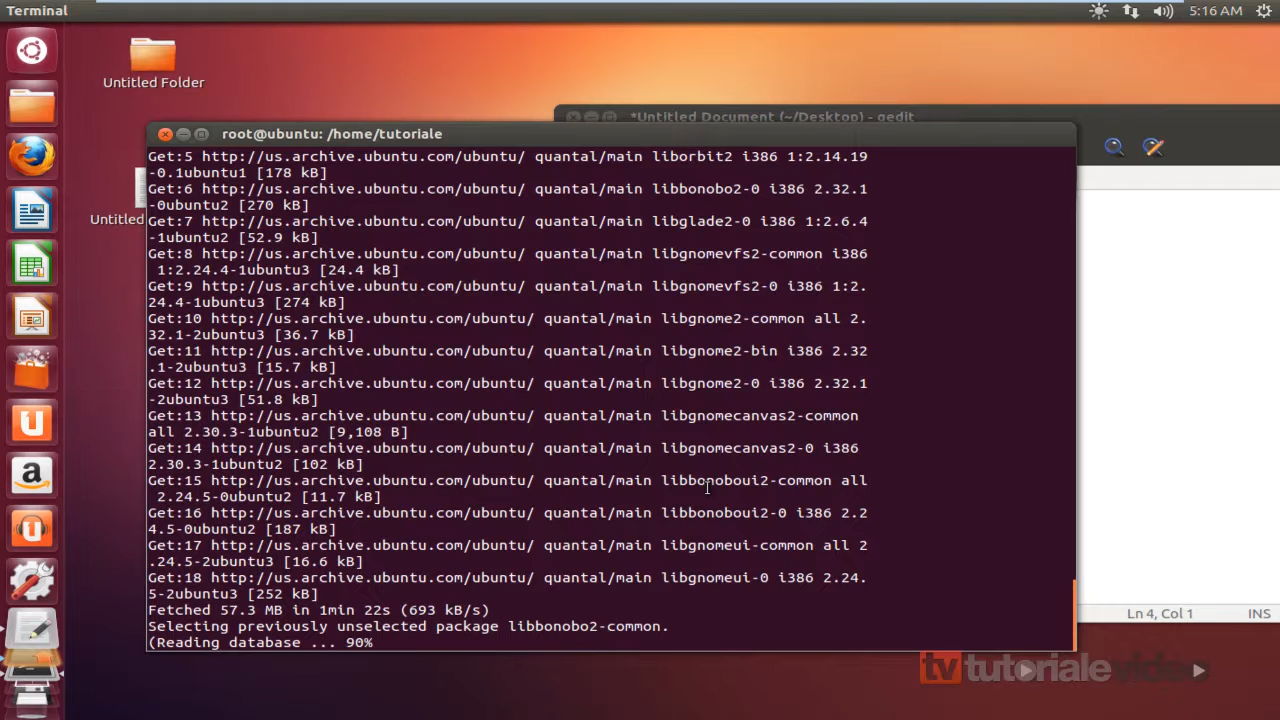 Terminal
5:16 AM
Untitled Folder
*Untitled Document (~/Desktop) - gedit
root@ubuntu: /home/tutoriale
Get:5 http://us.archive.ubuntu.com/ubuntu/ quantal/main liborbit2 i386 1:2.14.19
-0.1ubuntu1 [178 kB]
Get:6 http://us.archive.ubuntu.com/ubuntu/ quantal/main libbonobo2-0 i386 2.32.1
-0ubuntu2 [270 kB]
Get:7 http://us.archive.ubuntu.com/ubuntu/ quantal/main libglade2-0 i386 1:2.6.4
-1ubuntu2 [52.9 kB]
Get:8 http://us.archive.ubuntu.com/ubuntu/ quantal/main libgnomevfs2-common i386
 1:2.24.4-1ubuntu3 [24.4 kB]
Get:9 http://us.archive.ubuntu.com/ubuntu/ quantal/main libgnomevfs2-0 i386 1:2.
24.4-1ubuntu3 [274 kB]
Get:10 http://us.archive.ubuntu.com/ubuntu/ quantal/main libgnome2-common all 2.
32.1-2ubuntu3 [36.7 kB]
Get:11 http://us.archive.ubuntu.com/ubuntu/ quantal/main libgnome2-bin i386 2.32
.1-2ubuntu3 [15.7 kB]
Get:12 http://us.archive.ubuntu.com/ubuntu/ quantal/main libgnome2-0 i386 2.32.1
-2ubuntu3 [51.8 kB]
Get:13 http://us.archive.ubuntu.com/ubuntu/ quantal/main libgnomecanvas2-common
all 2.30.3-1ubuntu2 [9,108 B]
Get:14 http://us.archive.ubuntu.com/ubuntu/ quantal/main libgnomecanvas2-0 i386
2.30.3-1ubuntu2 [102 kB]
Get:15 http://us.archive.ubuntu.com/ubuntu/ quantal/main libbonoboui2-common all
 2.24.5-0ubuntu2 [11.7 kB]
Get:16 http://us.archive.ubuntu.com/ubuntu/ quantal/main libbonoboui2-0 i386 2.2
4.5-0ubuntu2 [187 kB]
Get:17 http://us.archive.ubuntu.com/ubuntu/ quantal/main libgnomeui-common all 2
.24.5-2ubuntu3 [16.6 kB]
Get:18 http://us.archive.ubuntu.com/ubuntu/ quantal/main libgnomeui-0 i386 2.24.
5-2ubuntu3 [252 kB]
Fetched 57.3 MB in 1min 22s (693 kB/s)
Selecting previously unselected package libbonobo2-common.
(Reading database ... 90%
Untitled
Ln 4, Col 1
INS
tv tutoriale video